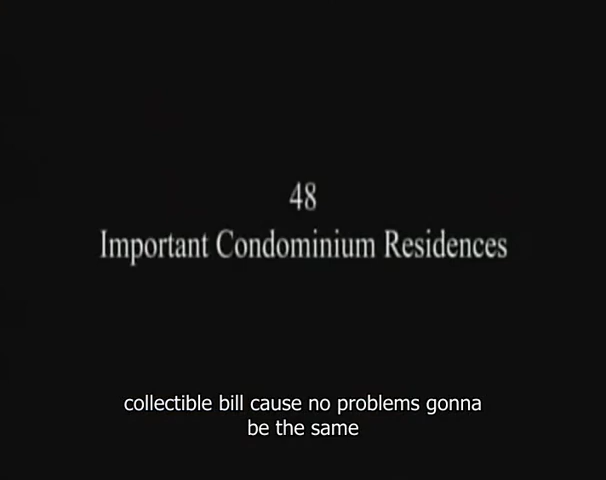 48
Important Condominium Residences
collectible bill cause no problems gonna
be the same